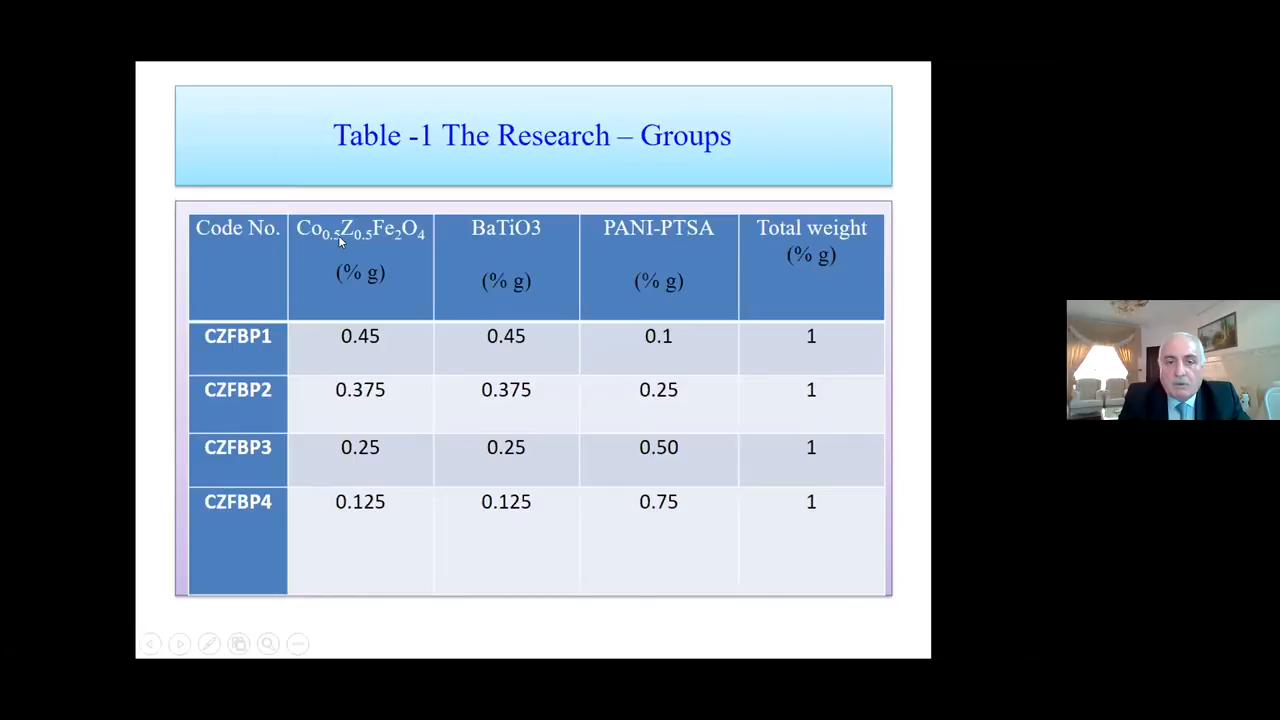 Table -1 The Research – Groups
Code No. Co0.5Z0.5Fe2O4 (% g) BaTiO3 (% g) PANI-PTSA (% g) Total weight (% g)
CZFBP1 0.45 0.45 0.1 1
CZFBP2 0.375 0.375 0.25 1
CZFBP3 0.25 0.25 0.50 1
CZFBP4 0.125 0.125 0.75 1